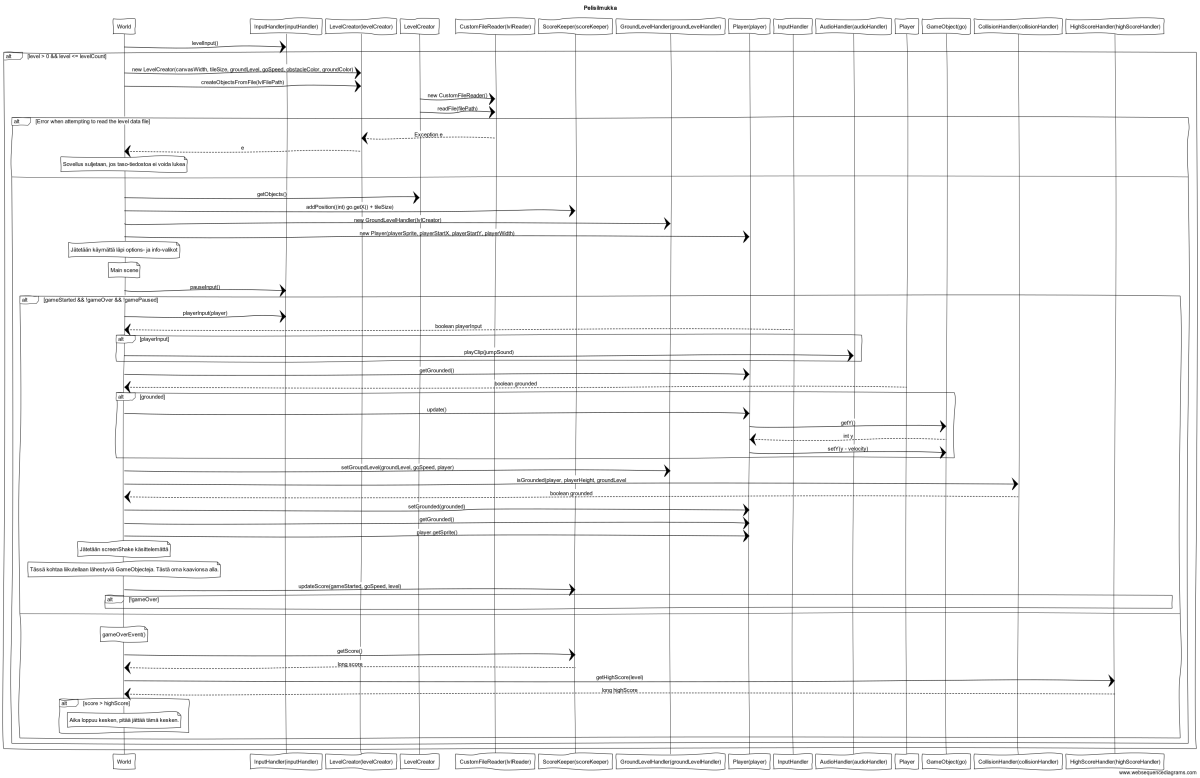 Pelisilmukka
World
InputHandler(inputHandler)
LevelCreator(levelCreator)
LevelCreator
CustomFileReader(lvlReader)
ScoreKeeper(scoreKeeper)
GroundLevelHandler(groundLevelHandler)
Player(player)
InputHandler
AudioHandler(audioHandler)
Player
GameObject(go)
CollisionHandler(collisionHandler)
HighScoreHandler(highScoreHandler)
levelInput()
alt [level > 0 && level <= levelCount]
new LevelCreator(canvasWidth, tileSize, groundLevel, goSpeed, obstacleColor, groundColor)
createObjectsFromFile(lvlFilePath)
new CustomFileReader()
readFile(filePath)
alt [Error when attempting to read the level data file]
Exception e
e
Sovellus suljetaan, jos taso-tiedostoa ei voida lukea
getObjects()
addPosition((int) go.getX() + tileSize)
new GroundLevelHandler(lvlCreator)
new Player(playerSprite, playerStartX, playerStartY, playerWidth)
Jätetään käymättä läpi options- ja info-valikot
Main scene
pauseInput()
alt [gameStarted && !gameOver && !gamePaused]
playerInput(player)
boolean playerInput
alt [playerInput]
playClip(jumpSound)
getGrounded()
boolean grounded
alt [grounded]
update()
getY()
int y
setY(y - velocity)
setGroundLevel(groundLevel, goSpeed, player)
isGrounded(player, playerHeight, groundLevel
boolean grounded
setGrounded(grounded)
getGrounded()
player.getSprite()
Jätetään screenShake käsittelemättä
Tässä kohtaa liikutellaan lähestyviä GameObjecteja. Tästä oma kaavionsa alla.
updateScore(gameStarted, goSpeed, level)
alt [!gameOver]
gameOverEvent()
getScore()
long score
getHighScore(level)
long highScore
alt [score > highScore]
Aika loppuu kesken, pitää jättää tämä kesken.
World
InputHandler(inputHandler)
LevelCreator(levelCreator)
LevelCreator
CustomFileReader(lvlReader)
ScoreKeeper(scoreKeeper)
GroundLevelHandler(groundLevelHandler)
Player(player)
InputHandler
AudioHandler(audioHandler)
Player
GameObject(go)
CollisionHandler(collisionHandler)
HighScoreHandler(highScoreHandler)
www.websequencediagrams.com